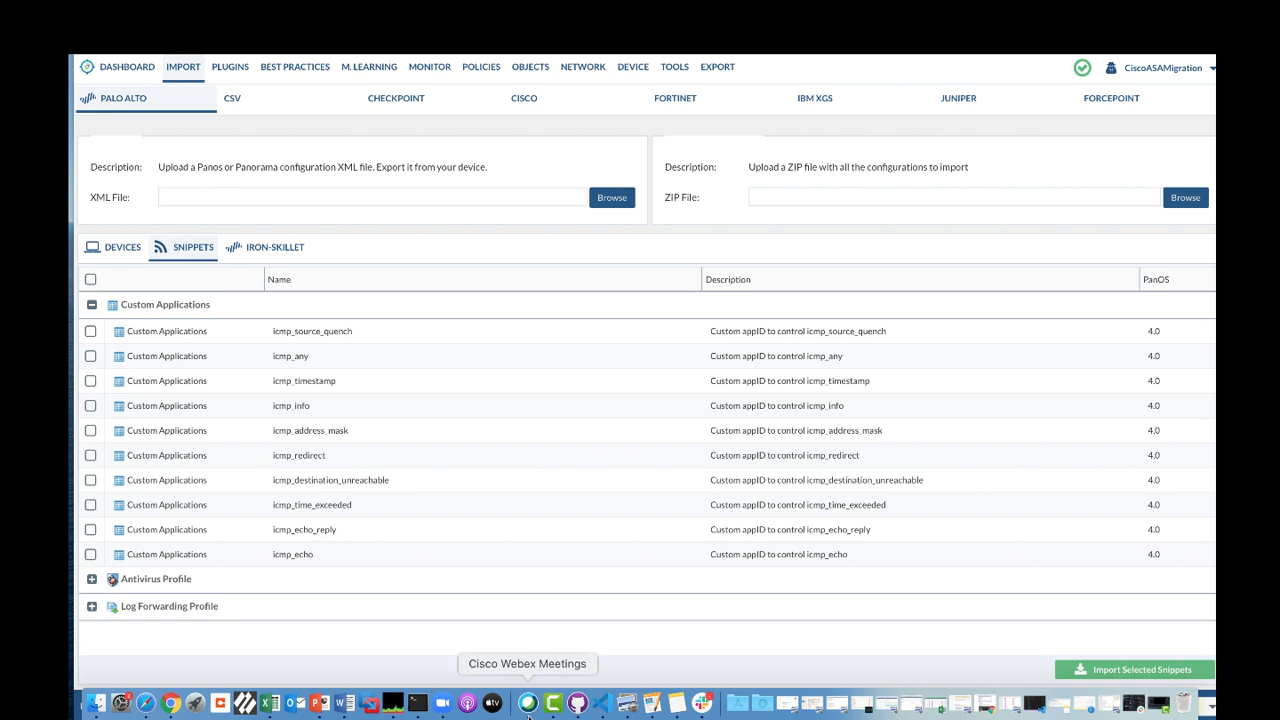 DASHBOARD IMPORT PLUGINS BEST PRACTICES M. LEARNING MONITOR POLICIES OBJECTS NETWORK DEVICE TOOLS EXPORT CiscoASAMigration
PALO ALTO CSV CHECKPOINT CISCO FORTINET IBM XGS JUNIPER FORCEPOINT
Description: Upload a Panos or Panorama configuration XML file. Export it from your device.
XML File: Browse
Description: Upload a ZIP file with all the configurations to import
ZIP File: Browse
DEVICES SNIPPETS IRON-SKILLET
Name Description PanOS
Custom Applications
Custom Applications icmp_source_quench Custom appID to control icmp_source_quench 4.0
Custom Applications icmp_any Custom appID to control icmp_any 4.0
Custom Applications icmp_timestamp Custom appID to control icmp_timestamp 4.0
Custom Applications icmp_info Custom appID to control icmp_info 4.0
Custom Applications icmp_address_mask Custom appID to control icmp_address_mask 4.0
Custom Applications icmp_redirect Custom appID to control icmp_redirect 4.0
Custom Applications icmp_destination_unreachable Custom appID to control icmp_destination_unreachable 4.0
Custom Applications icmp_time_exceeded Custom appID to control icmp_time_exceeded 4.0
Custom Applications icmp_echo_reply Custom appID to control icmp_echo_reply 4.0
Custom Applications icmp_echo Custom appID to control icmp_echo 4.0
Antivirus Profile
Log Forwarding Profile
Cisco Webex Meetings
Import Selected Snippets
tv